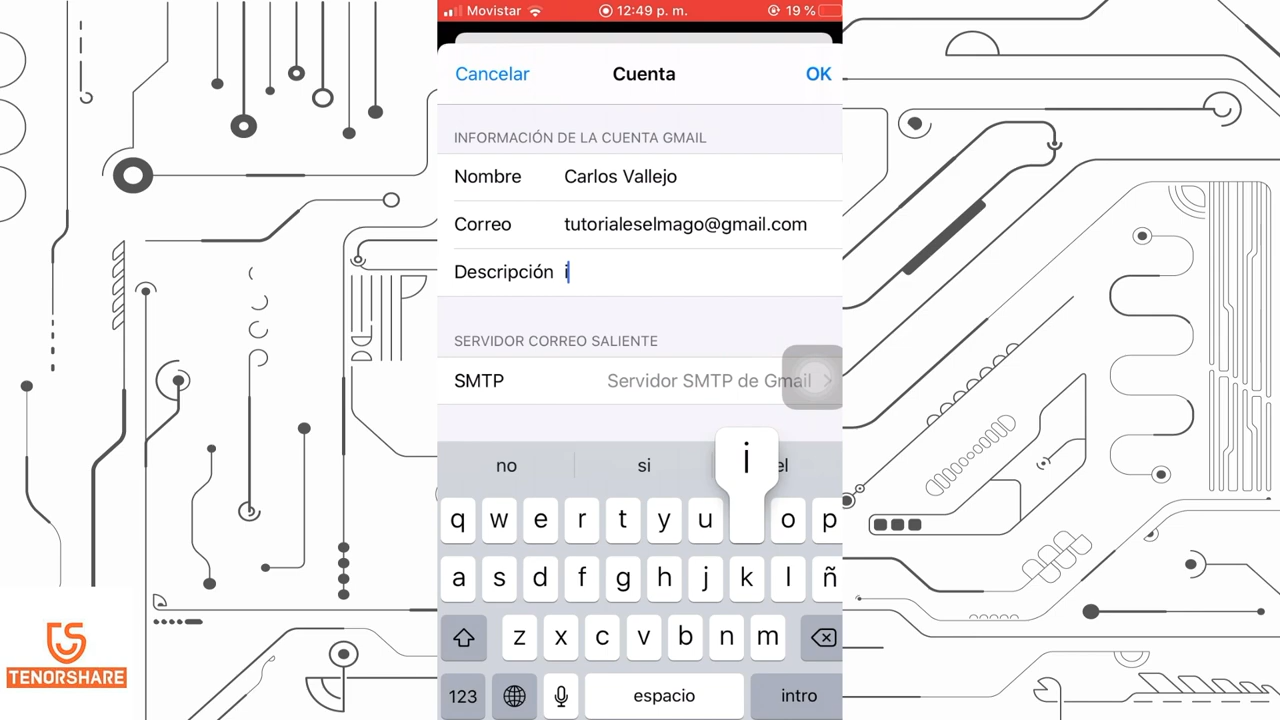 Movistar 12:49 p. m. 19 %
Cancelar Cuenta OK
INFORMACIÓN DE LA CUENTA GMAIL
Nombre Carlos Vallejo
Correo tutorialeselmago@gmail.com
Descripción i
SERVIDOR CORREO SALIENTE
SMTP Servidor SMTP de Gmail
no si el
i
q w e r t y u o p
a s d f g h j k l ñ
z x c v b n m
123 espacio intro
TENORSHARE